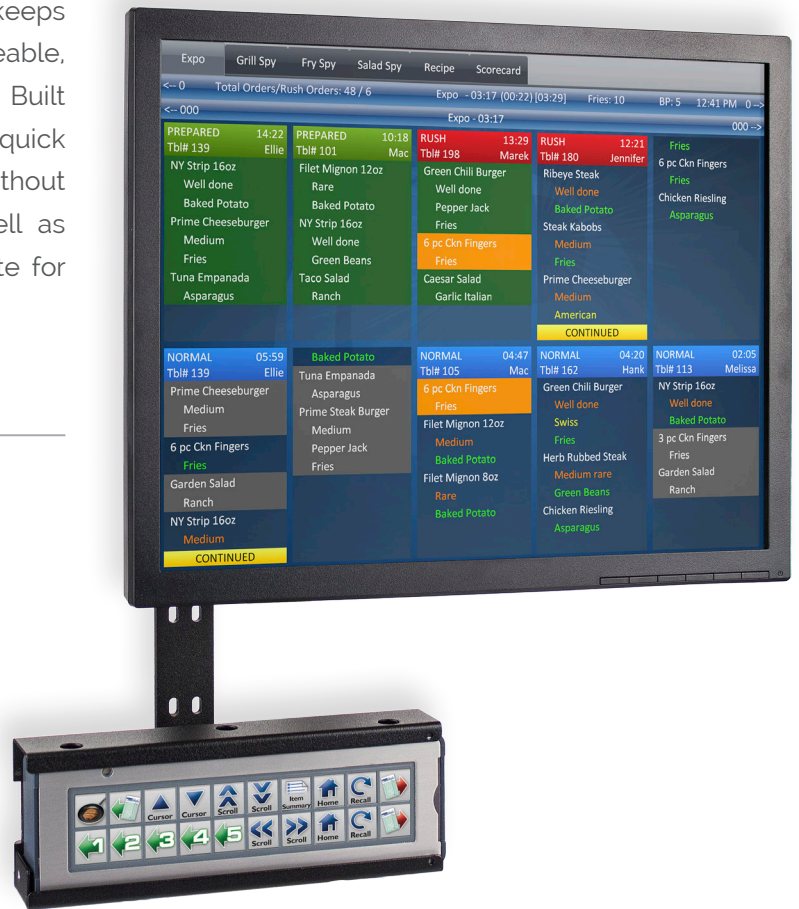 keeps
eable,
Built
quick
thout
ell as
te for
Expo Grill Spy Fry Spy Salad Spy Recipe Scorecard
<-- 0 Total Orders/Rush Orders: 48 / 6 Expo - 03:17 (00:22) [03:29] Fries: 10 BP: 5 12:41 PM 0 -->
<-- 000 Expo - 03:17 000 -->
PREPARED 14:22
Tbl# 139 Ellie
NY Strip 16oz
Well done
Baked Potato
Prime Cheeseburger
Medium
Fries
Tuna Empanada
Asparagus
PREPARED 10:18
Tbl# 101 Mac
Filet Mignon 12oz
Rare
Baked Potato
NY Strip 16oz
Well done
Green Beans
Taco Salad
Ranch
RUSH 13:29
Tbl# 198 Marek
Green Chili Burger
Well done
Pepper Jack
Fries
6 pc Ckn Fingers
Fries
Caesar Salad
Garlic Italian
RUSH 12:21
Tbl# 180 Jennifer
Ribeye Steak
Well done
Baked Potato
Steak Kabobs
Medium
Fries
Prime Cheeseburger
Medium
American
CONTINUED
Fries
6 pc Ckn Fingers
Fries
Chicken Riesling
Asparagus
NORMAL 05:59
Tbl# 139 Ellie
Prime Cheeseburger
Medium
Fries
6 pc Ckn Fingers
Fries
Garden Salad
Ranch
NY Strip 16oz
Medium
CONTINUED
Baked Potato
Tuna Empanada
Asparagus
Prime Steak Burger
Medium
Pepper Jack
Fries
NORMAL 04:47
Tbl# 105 Mac
6 pc Ckn Fingers
Fries
Filet Mignon 12oz
Medium
Baked Potato
Filet Mignon 8oz
Rare
Baked Potato
NORMAL 04:20
Tbl# 162 Hank
Green Chili Burger
Well done
Swiss
Fries
Herb Rubbed Steak
Medium rare
Green Beans
Chicken Riesling
Asparagus
NORMAL 02:05
Tbl# 113 Melissa
NY Strip 16oz
Well done
Baked Potato
3 pc Ckn Fingers
Fries
Garden Salad
Ranch
Cursor Cursor Scroll Scroll Item Summary Home Recall
1 2 3 4 5 Scroll Scroll Home Recall